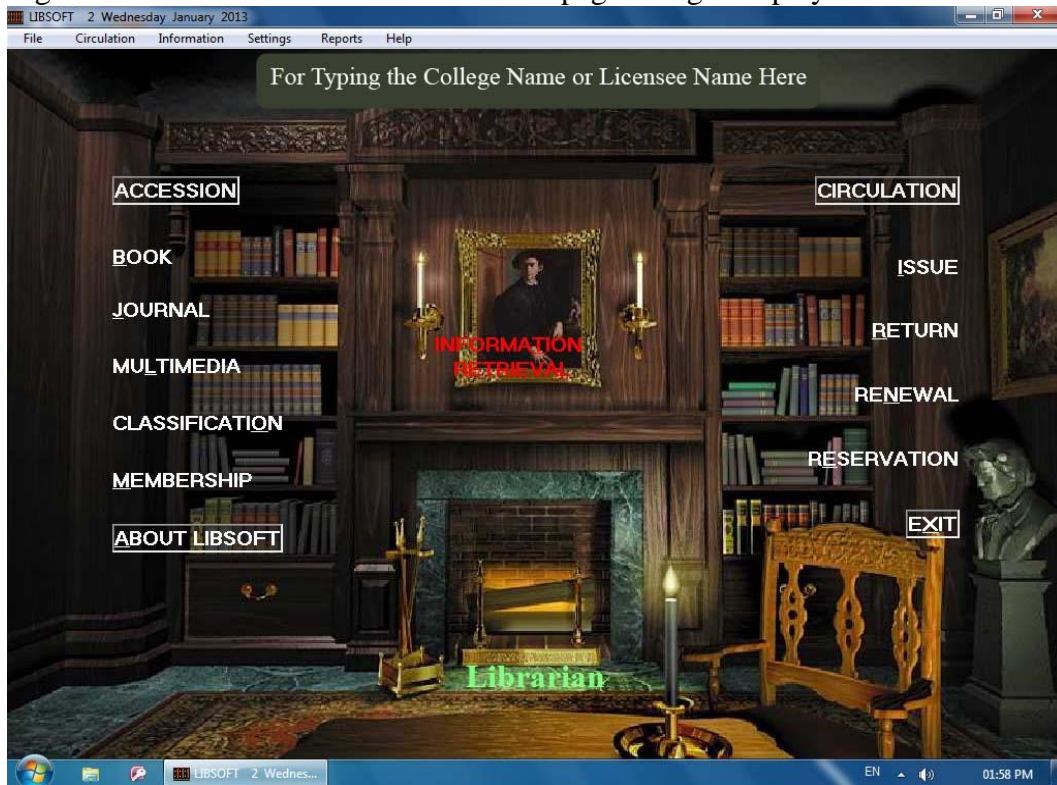 LIBSOFT 2 Wednesday January 2013
File Circulation Information Settings Reports Help
For Typing the College Name or Licensee Name Here
ACCESSION
BOOK
JOURNAL
MULTIMEDIA
CLASSIFICATION
MEMBERSHIP
ABOUT LIBSOFT
INFORMATION
RETRIEVAL
CIRCULATION
ISSUE
RETURN
RENEWAL
RESERVATION
EXIT
Librarian
LIBSOFT 2 Wednes...
EN
01:58 PM